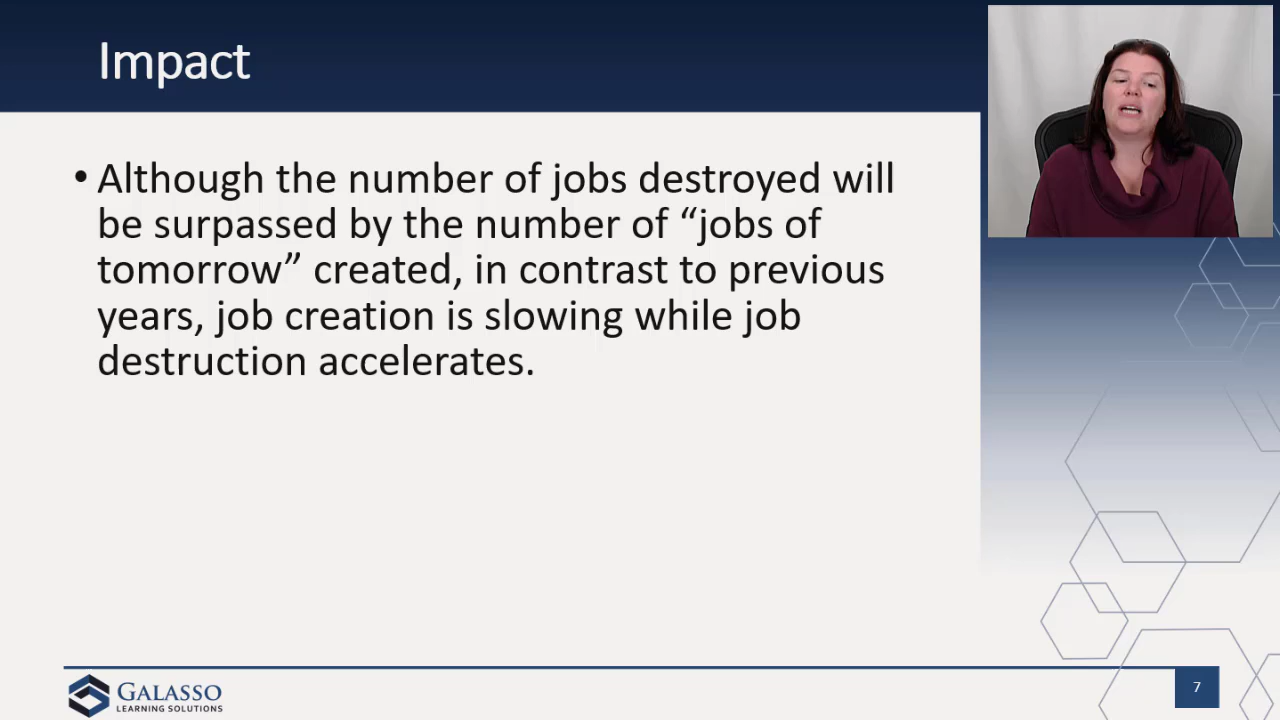 Impact
• Although the number of jobs destroyed will
be surpassed by the number of “jobs of
tomorrow” created, in contrast to previous
years, job creation is slowing while job
destruction accelerates.
GALASSO
LEARNING SOLUTIONS
7